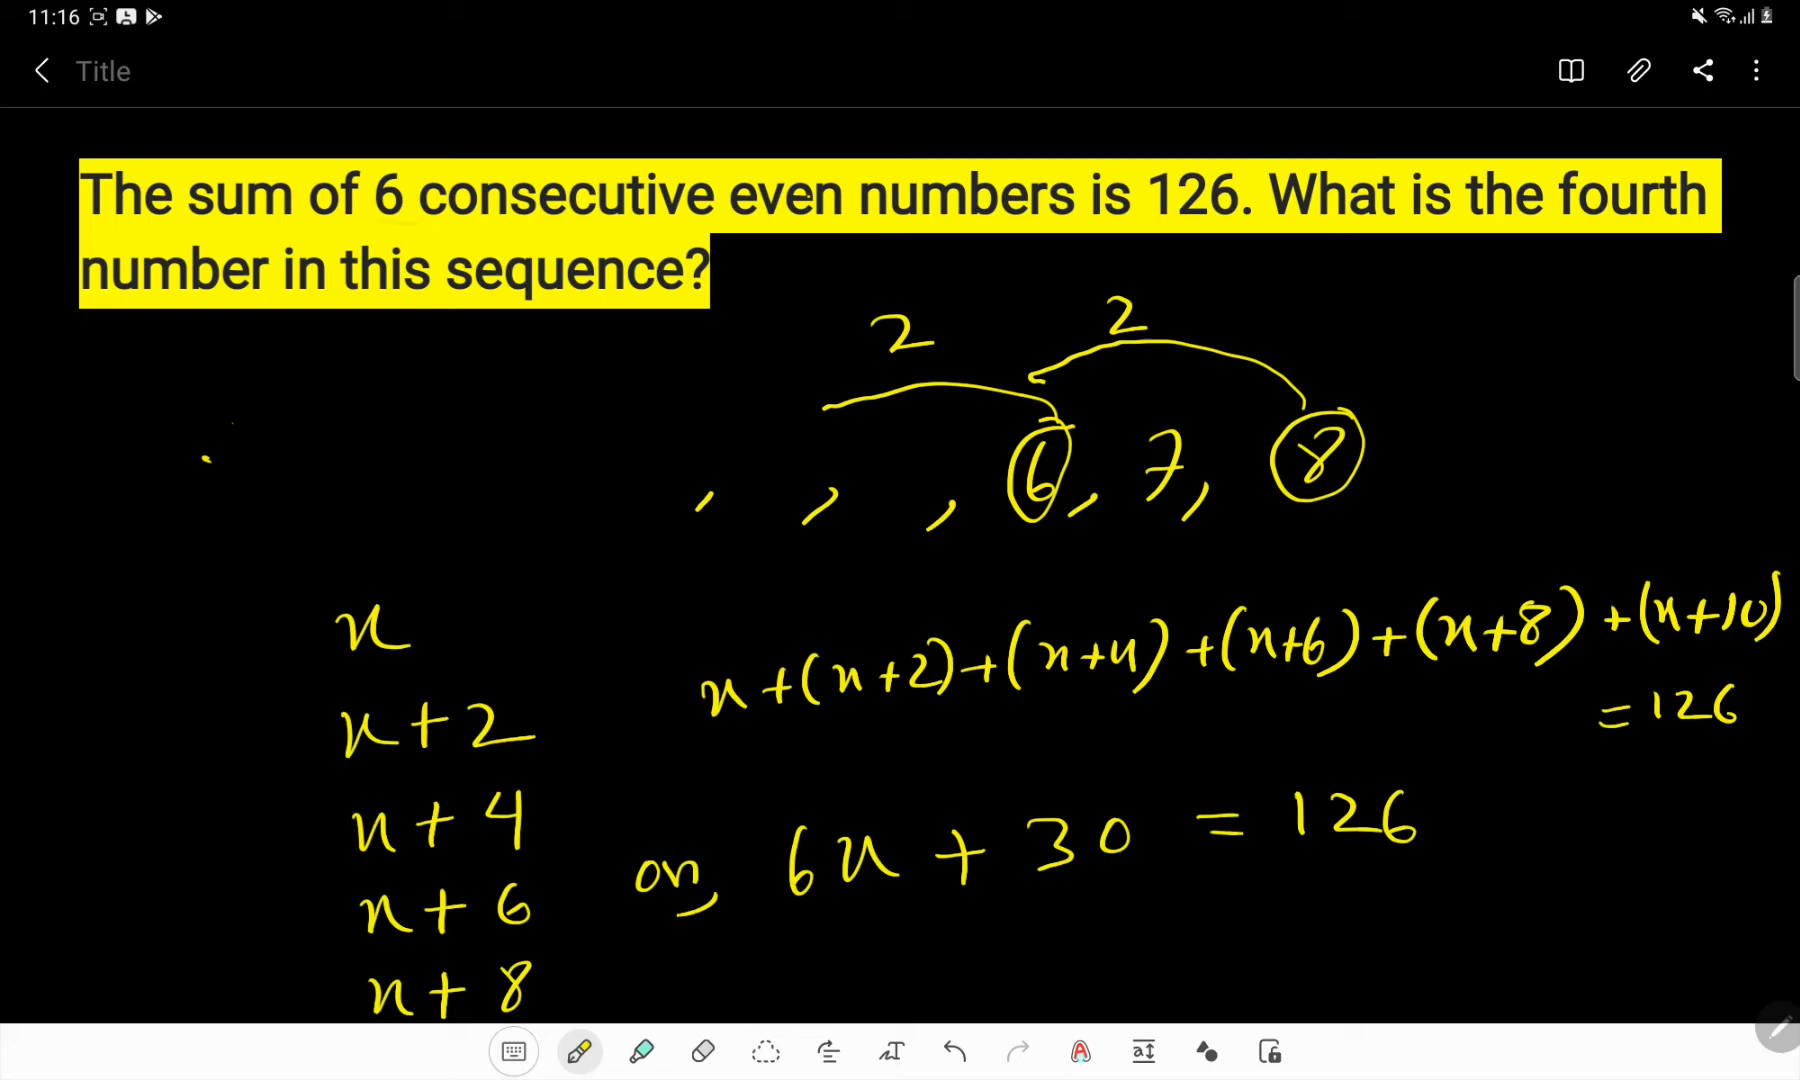 11:16
Title
The sum of 6 consecutive even numbers is 126. What is the fourth
number in this sequence?
2 2
, , , 6, 7, 8
x
x + 2
x + 4
x + 6
x + 8
x + (x + 2) + (x + 4) + (x + 6) + (x + 8) + (x + 10)
= 126
or, 6x + 30 = 126